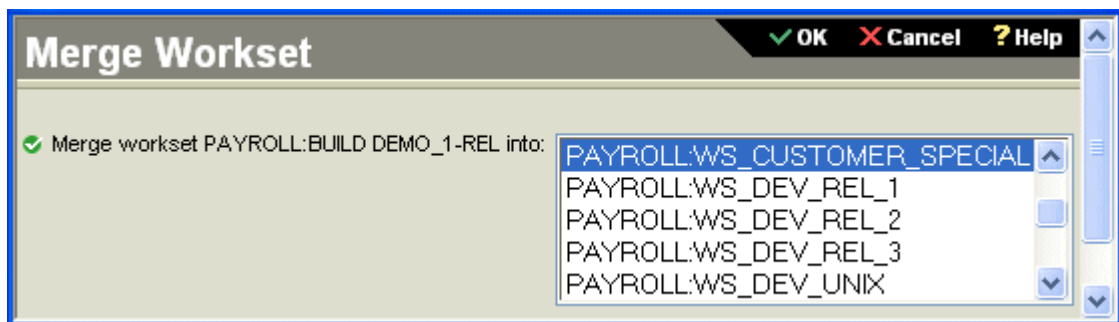 Merge Workset
OK Cancel ? Help
Merge workset PAYROLL:BUILD DEMO_1-REL into:
PAYROLL:WS_CUSTOMER_SPECIAL
PAYROLL:WS_DEV_REL_1
PAYROLL:WS_DEV_REL_2
PAYROLL:WS_DEV_REL_3
PAYROLL:WS_DEV_UNIX